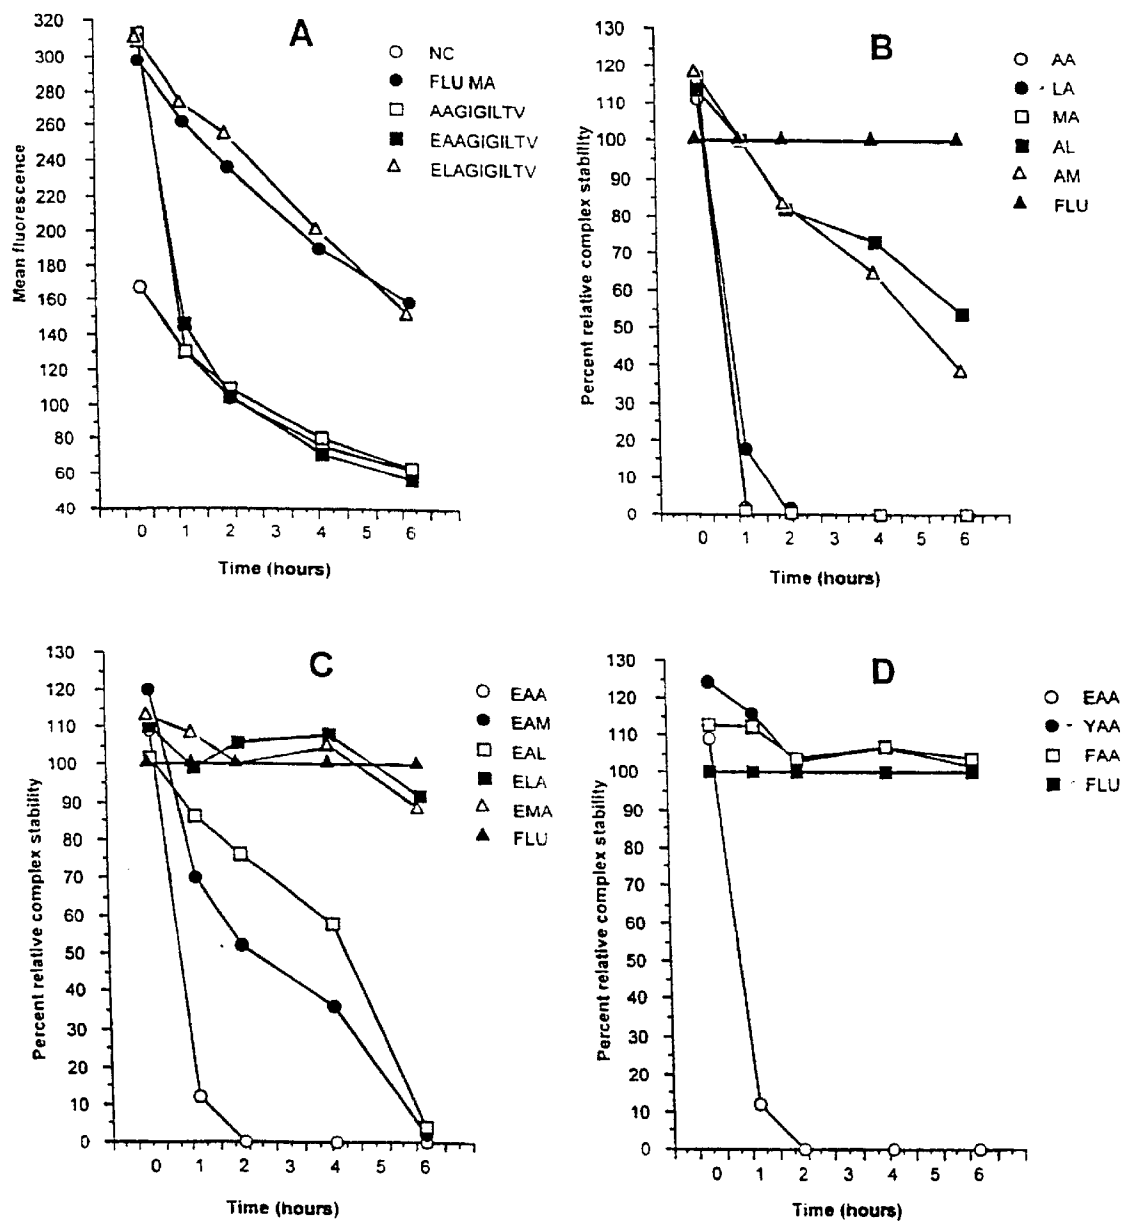 A
Mean fluorescence
320
300
280
260
240
220
200
180
160
140
120
100
80
60
40
0 1 2 3 4 5 6
Time (hours)
NC
FLU MA
AAGIGILTV
EAAGIGILTV
ELAGIGILTV
B
Percent relative complex stability
130
120
110
100
90
80
70
60
50
40
30
20
10
0
0 1 2 3 4 5 6
Time (hours)
AA
LA
MA
AL
AM
FLU
C
Percent relative complex stability
130
120
110
100
90
80
70
60
50
40
30
20
10
0
0 1 2 3 4 5 6
Time (hours)
EAA
EAM
EAL
ELA
EMA
FLU
D
Percent relative complex stability
130
120
110
100
90
80
70
60
50
40
30
20
10
0
0 1 2 3 4 5 6
Time (hours)
EAA
YAA
FAA
FLU